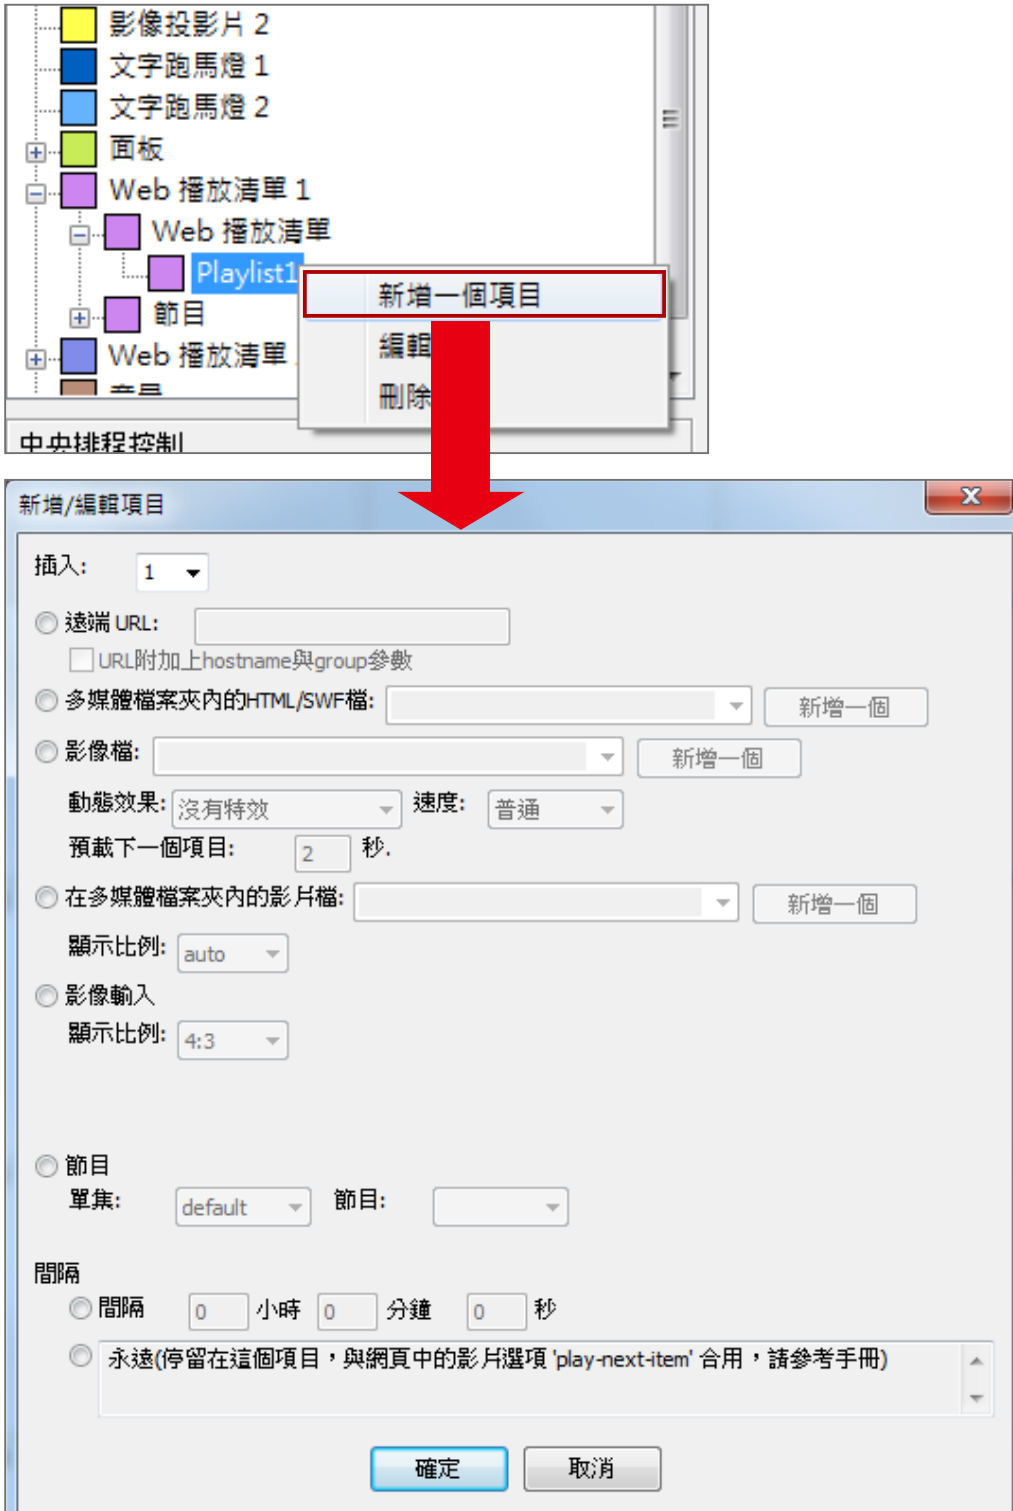 影像投影片 2
文字跑馬燈 1
文字跑馬燈 2
面板
Web 播放清單 1
Web 播放清單
Playlist1
新增一個項目
節目
編輯
Web 播放清單
刪除
中央排程控制
新增/編輯項目
插入: 1
遠端 URL:
URL附加上hostname與group參數
多媒體檔案夾內的HTML/SWF檔: 新增一個
影像檔: 新增一個
動態效果: 沒有特效 速度: 普通
預載下一個項目: 2 秒.
在多媒體檔案夾內的影片檔: 新增一個
顯示比例: auto
影像輸入
顯示比例: 4:3
節目
單集: default 節目:
間隔
間隔 0 小時 0 分鐘 0 秒
永遠(停留在這個項目，與網頁中的影片選項 'play-next-item' 合用，請參考手冊)
確定 取消